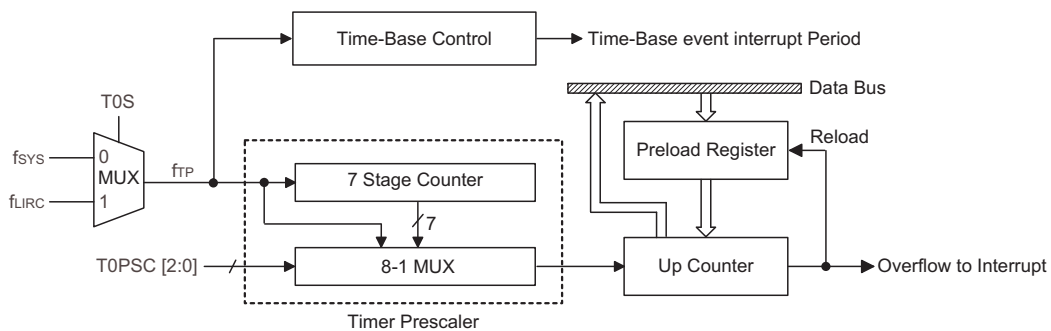 Time-Base Control
Time-Base event interrupt Period
Data Bus
T0S
Preload Register
Reload
fSYS
0
MUX
fTP
fLIRC
1
7 Stage Counter
7
T0PSC [2:0]
8-1 MUX
Up Counter
Overflow to Interrupt
Timer Prescaler